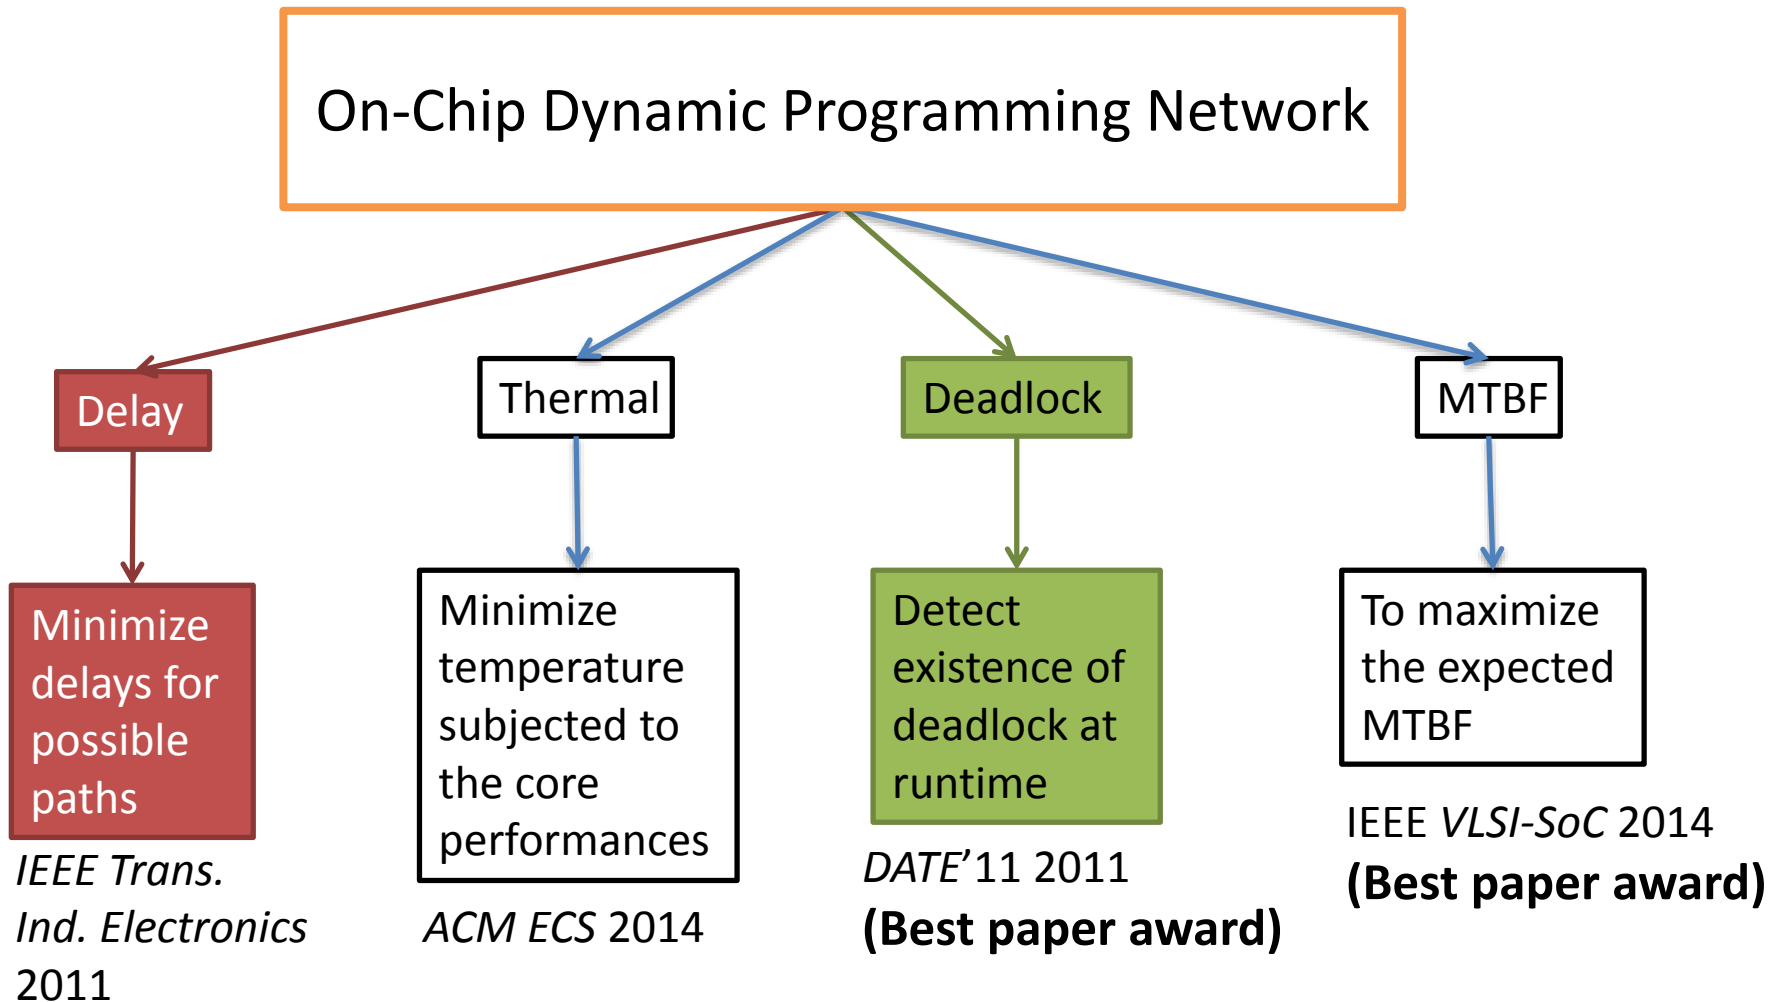 On-Chip Dynamic Programming Network
Delay
Thermal
Deadlock
MTBF
Minimize
delays for
possible
paths
IEEE Trans.
Ind. Electronics
2011
Minimize
temperature
subjected to
the core
performances
ACM ECS 2014
Detect
existence of
deadlock at
runtime
DATE’11 2011
(Best paper award)
To maximize
the expected
MTBF
IEEE VLSI-SoC 2014
(Best paper award)